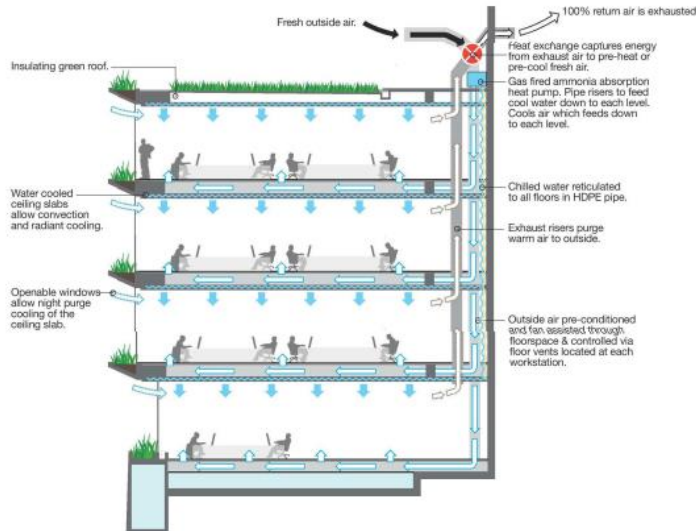 100% return air is exhausted
Fresh outside air.
Heat exchange captures energy
from exhaust air to pre-heat or
pre-cool fresh air.
Insulating green roof.
Gas fired ammonia absorption
heat pump. Pipe risers to feed
cool water down to each level.
Cools air which feeds down
to each level.
Water cooled
ceiling slabs
allow convection
and radiant cooling.
Chilled water reticulated
to all floors in HDPE pipe.
Exhaust risers purge
warm air to outside.
Openable windows
allow night purge
cooling of the
ceiling slab.
Outside air pre-conditioned
and fan assisted through
floorspace & controlled via
floor vents located at each
workstation.